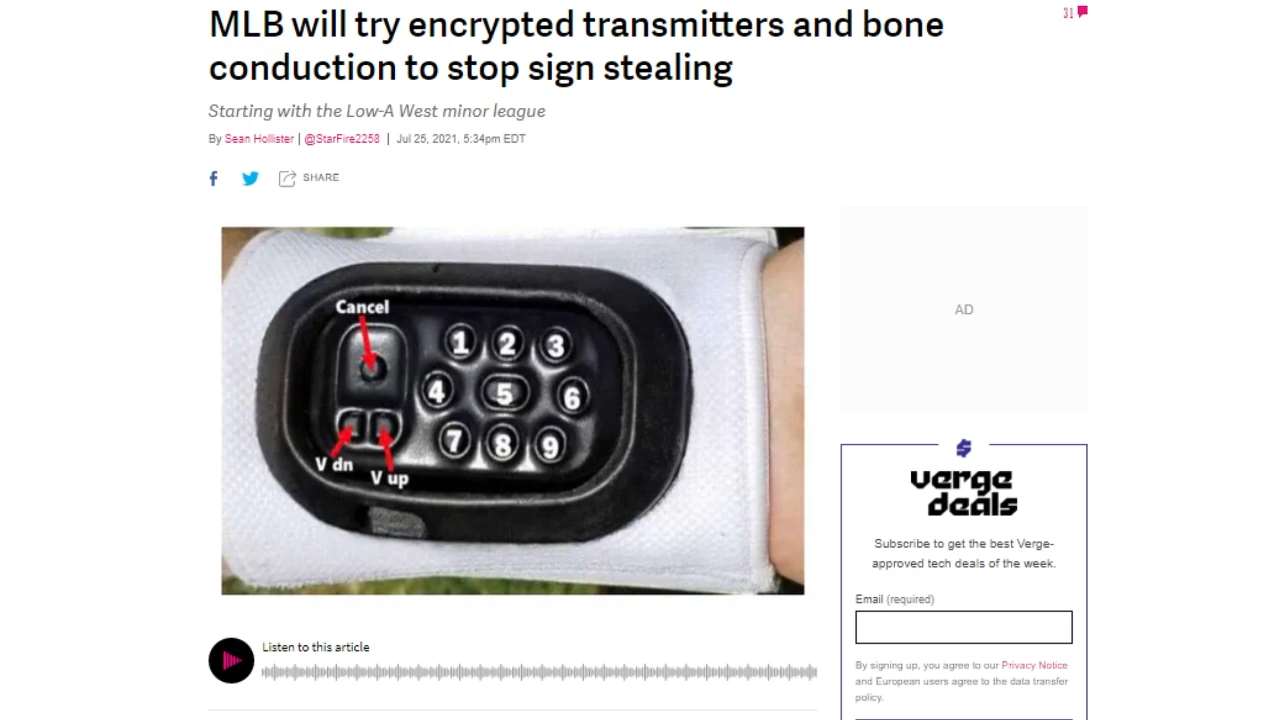 MLB will try encrypted transmitters and bone
conduction to stop sign stealing
31
Starting with the Low-A West minor league
By Sean Hollister | @StarFire2258 | Jul 25, 2021, 5:34pm EDT
f
SHARE
Cancel
1 2 3
4 5 6
7 8 9
V dn
V up
AD
verge
deals
Subscribe to get the best Verge-
approved tech deals of the week.
Email (required)
By signing up, you agree to our Privacy Notice
and European users agree to the data transfer
policy.
Listen to this article